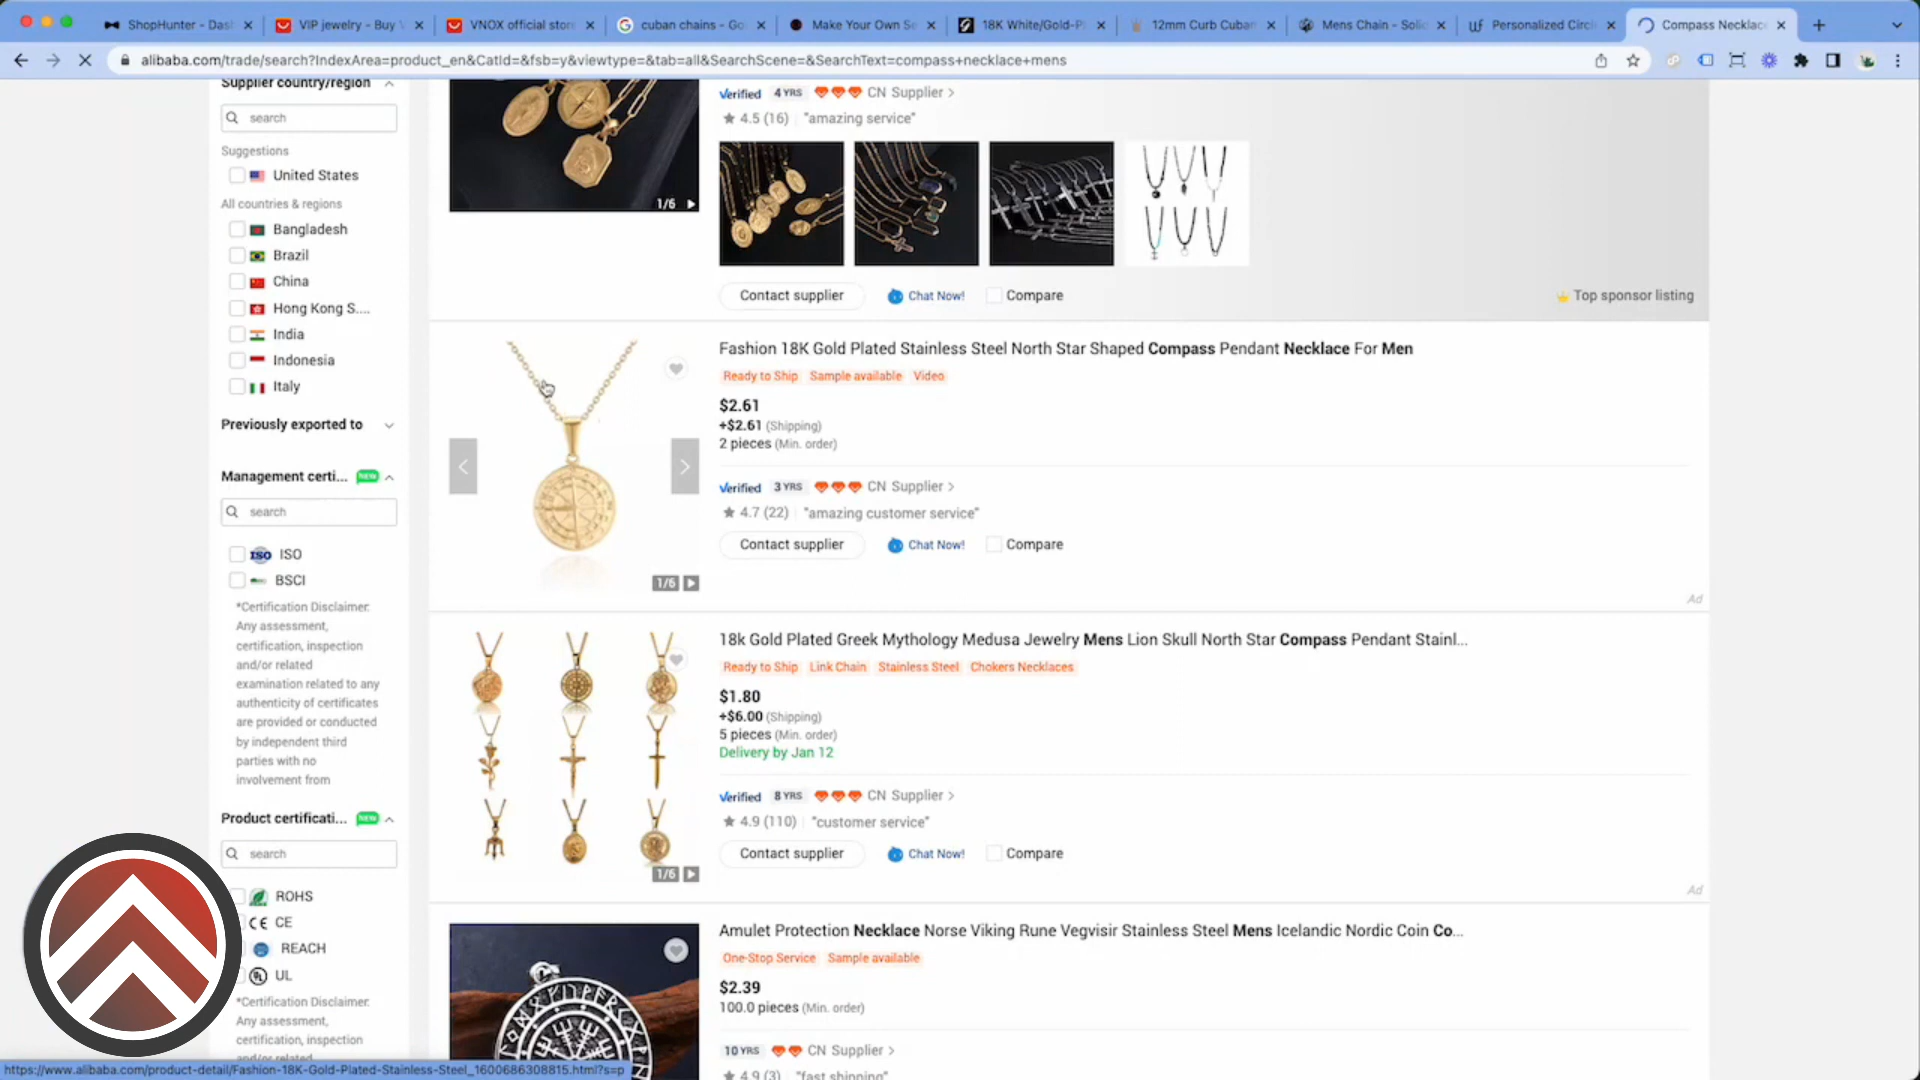 ShopHunter - Dash
VIP jewelry - Buy V
VNOX official store
cuban chains - Go
Make Your Own Se
18K White/Gold-Pl
12mm Curb Cuban
Mens Chain - Solid
Personalized Circl
Compass Necklace
alibaba.com/trade/search?IndexArea=product_en&CatId=&fsb=y&viewtype=&tab=all&SearchScene=&SearchText=compass+necklace+mens
Supplier country/region
search
Suggestions
United States
All countries & regions
Bangladesh
Brazil
China
Hong Kong S....
India
Indonesia
Italy
Previously exported to
Management certi... NEW
search
ISO ISO
BSCI
*Certification Disclaimer:
Any assessment,
certification, inspection
and/or related
examination related to any
authenticity of certificates
are provided or conducted
by independent third
parties with no
involvement from
Product certificati... NEW
search
ROHS
CE CE
REACH
UL UL
*Certification Disclaimer:
Any assessment,
certification, inspection
and/or related
1/6
Verified 4 YRS CN Supplier >
4.5 (16) "amazing service"
Contact supplier Chat Now! Compare
Top sponsor listing
Fashion 18K Gold Plated Stainless Steel North Star Shaped Compass Pendant Necklace For Men
Ready to Ship Sample available Video
$2.61
+$2.61 (Shipping)
2 pieces (Min. order)
Verified 3 YRS CN Supplier >
4.7 (22) "amazing customer service"
Contact supplier Chat Now! Compare
1/6
Ad
18k Gold Plated Greek Mythology Medusa Jewelry Mens Lion Skull North Star Compass Pendant Stainl...
Ready to Ship Link Chain Stainless Steel Chokers Necklaces
$1.80
+$6.00 (Shipping)
5 pieces (Min. order)
Delivery by Jan 12
Verified 8 YRS CN Supplier >
4.9 (110) "customer service"
Contact supplier Chat Now! Compare
1/6
Ad
Amulet Protection Necklace Norse Viking Rune Vegvisir Stainless Steel Mens Icelandic Nordic Coin Co...
One-Stop Service Sample available
$2.39
100.0 pieces (Min. order)
10 YRS CN Supplier >
4.9 (3) "fast shipping"
https://www.alibaba.com/product-detail/Fashion-18K-Gold-Plated-Stainless-Steel_1600686308815.html?s=p